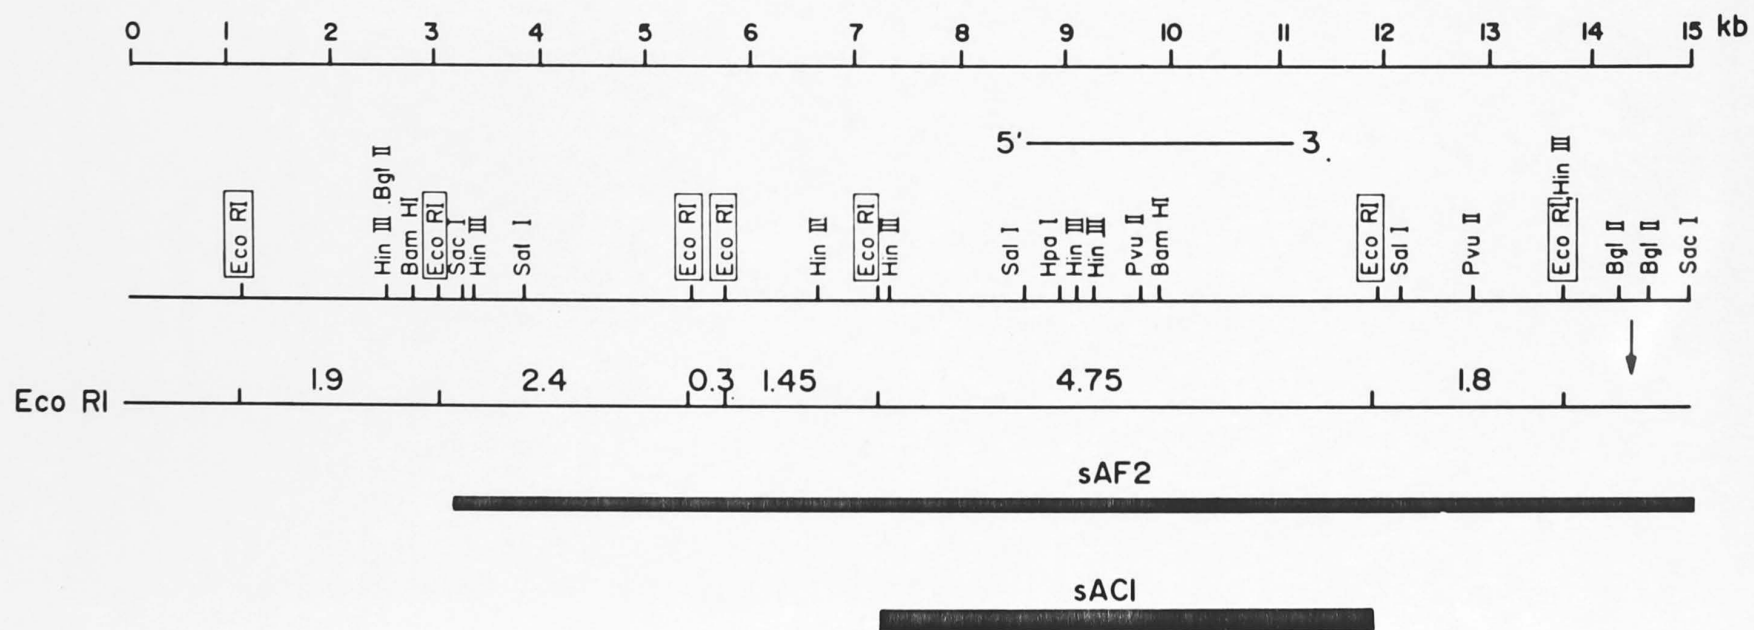 0 1 2 3 4 5 6 7 8 9 10 11 12 13 14 15 kb
5' 3
Eco RI
Hin III . Bgl II
Bam HI
Eco RI
Sac I
Hin III
Sal I
Eco RI
Eco RI
Hin III
Eco RI
Hin III
Sal I
Hpa I
Hin III
Hin III
Pvu II
Bam HI
Eco RI
Sal I
Pvu II
Eco RI, Hin III
Bgl II
Bgl II
Sac I
Eco RI 1.9 2.4 0.3 1.45 4.75 1.8
sAF2
sAC1